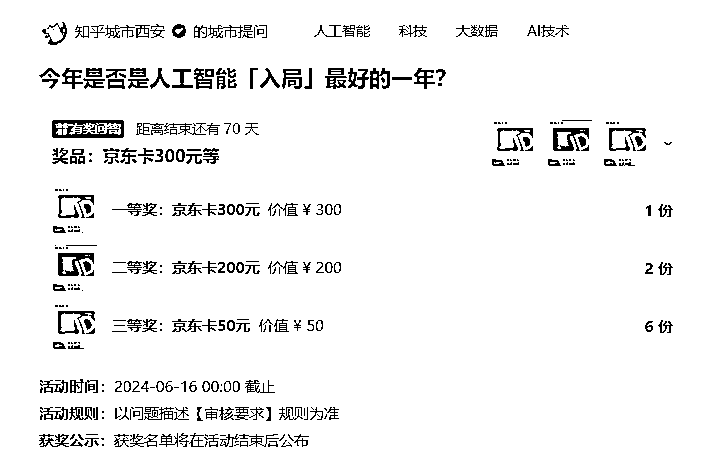 知乎城市西安 的城市提问 人工智能 科技 大数据 AI技术
今年是否是人工智能「入局」最好的一年?
有奖回答 距离结束还有 70 天
奖品：京东卡300元等
一等奖：京东卡300元 价值 ¥ 300 1 份
二等奖：京东卡200元 价值 ¥ 200 2 份
三等奖：京东卡50元 价值 ¥ 50 6 份
活动时间：2024-06-16 00:00 截止
活动规则：以问题描述【审核要求】规则为准
获奖公示：获奖名单将在活动结束后公布